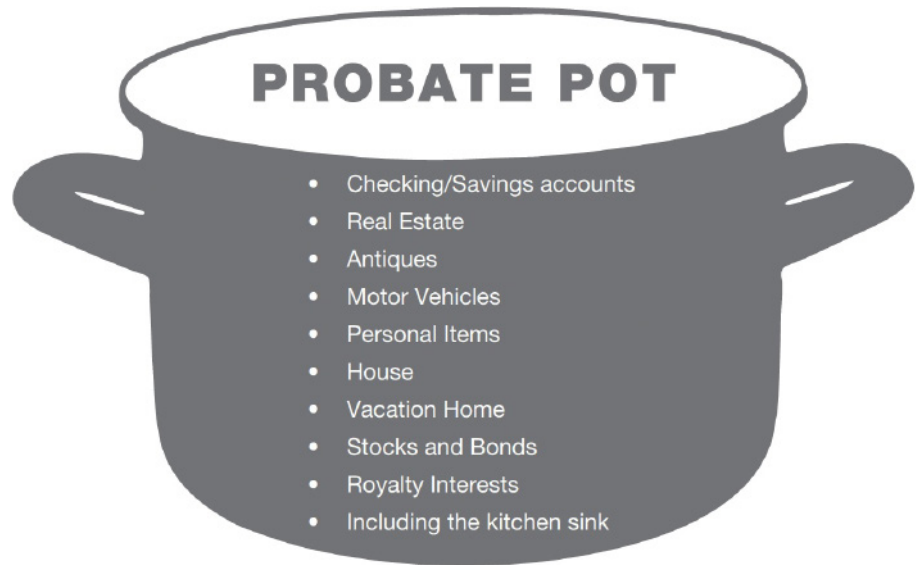 PROBATE POT
• Checking/Savings accounts
• Real Estate
• Antiques
• Motor Vehicles
• Personal Items
• House
• Vacation Home
• Stocks and Bonds
• Royalty Interests
• Including the kitchen sink